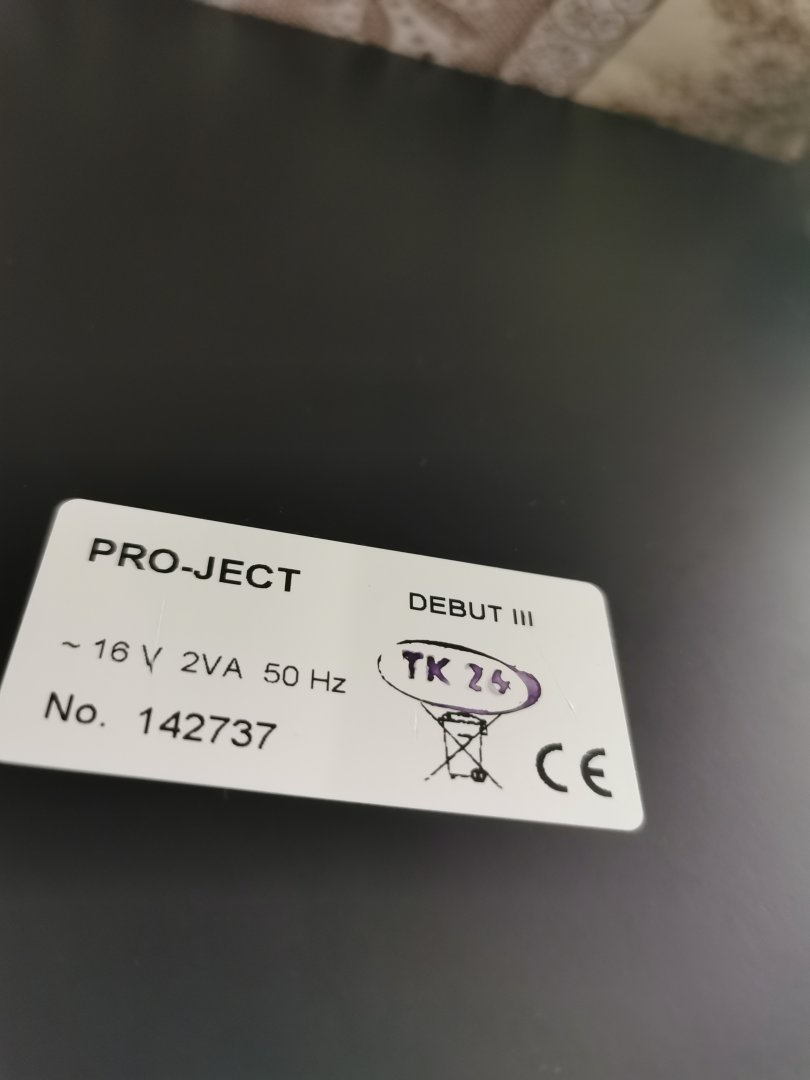 PRO-JECT
DEBUT III
~ 16 V 2VA 50 Hz
TK 24
No. 142737
CE